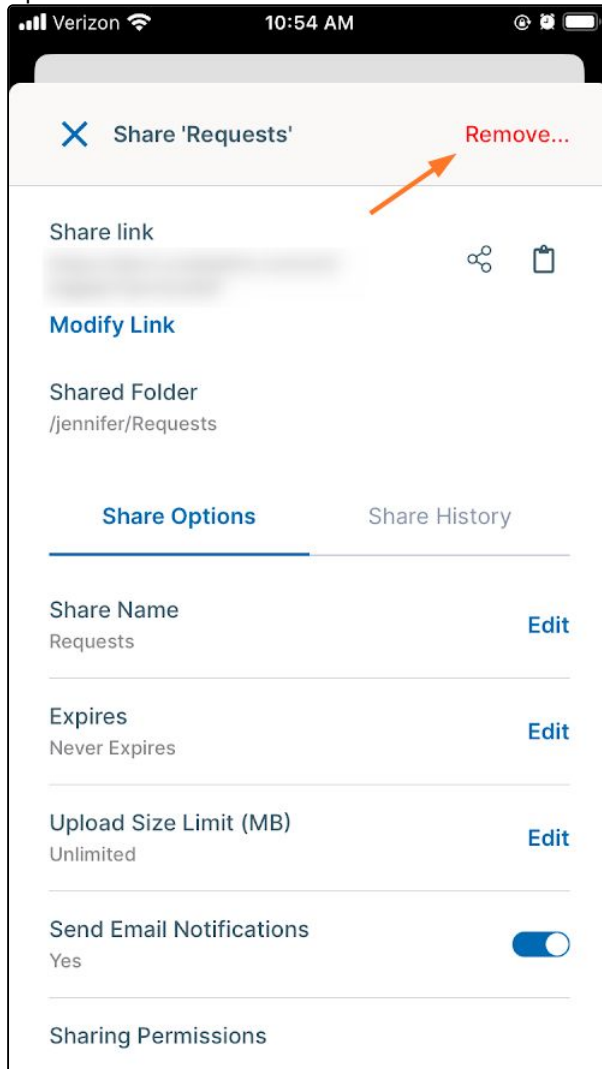 Verizon 10:54 AM
Share 'Requests' Remove...
Share link
Modify Link
Shared Folder
/jennifer/Requests
Share Options Share History
Share Name
Requests
Edit
Expires
Never Expires
Edit
Upload Size Limit (MB)
Unlimited
Edit
Send Email Notifications
Yes
Sharing Permissions